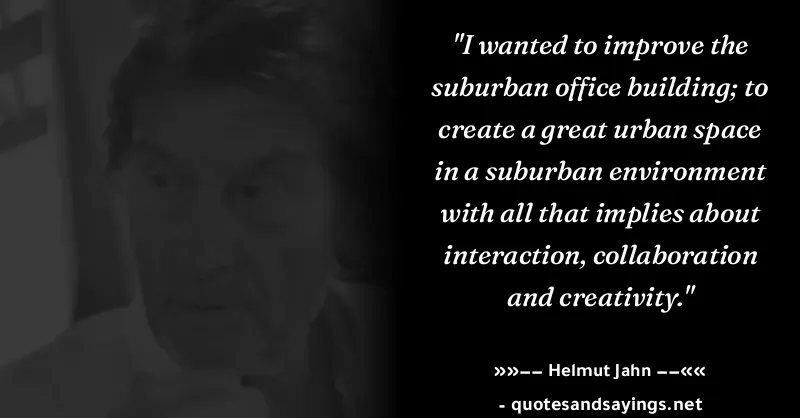 "I wanted to improve the
suburban office building; to
create a great urban space
in a suburban environment
with all that implies about
interaction, collaboration
and creativity."
»»–– Helmut Jahn ––««
- quotesandsayings.net